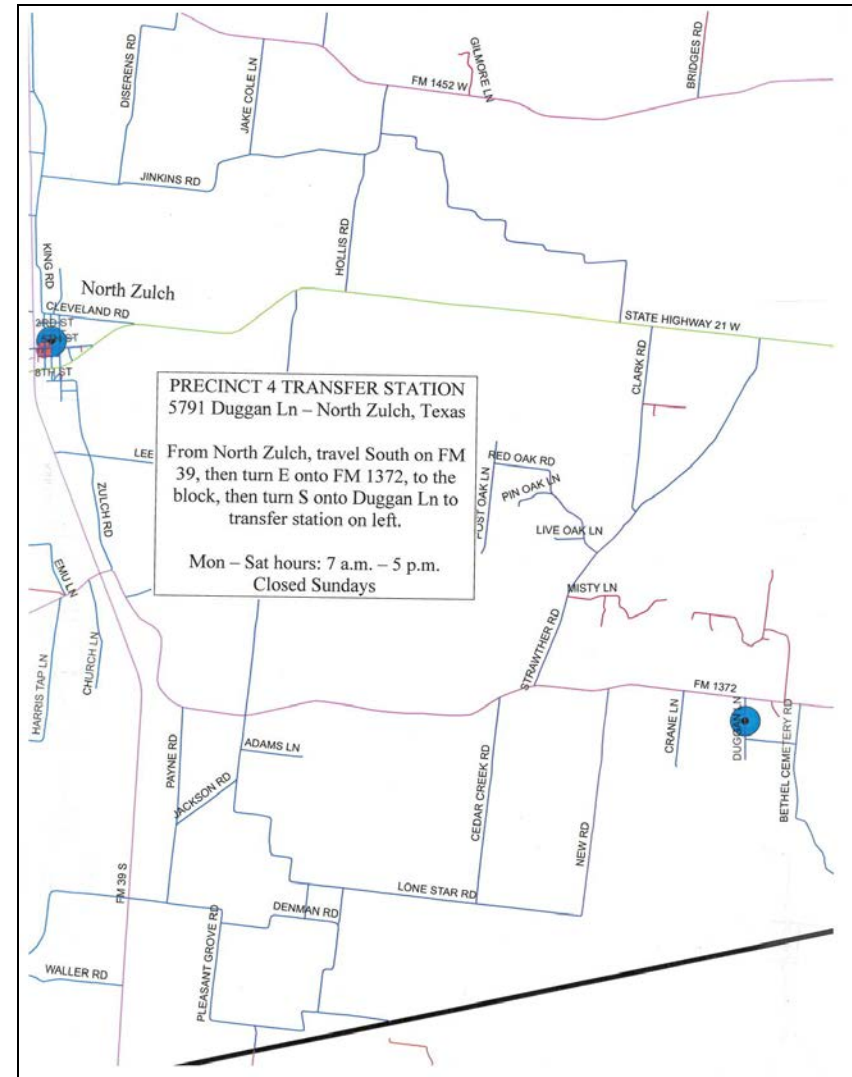 DISERENS RD
JAKE COLE LN
FM 1452 W
GILMORE LN
BRIDGES RD
JINKINS RD
HOLLIS RD
KING RD
North Zulch
CLEVELAND RD
3RD ST
8TH ST
STATE HIGHWAY 21 W
CLARK RD
PRECINCT 4 TRANSFER STATION
5791 Duggan Ln – North Zulch, Texas
From North Zulch, travel South on FM
39, then turn E onto FM 1372, to the
block, then turn S onto Duggan Ln to
transfer station on left.
Mon – Sat hours: 7 a.m. – 5 p.m.
Closed Sundays
LEE
ZULCH RD
RED OAK RD
PIN OAK LN
POST OAK LN
LIVE OAK LN
EMU LN
MISTY LN
STRAWTHER RD
CHURCH LN
HARRIS TAP LN
FM 1372
CRANE LN
DUGGAN LN
BETHEL CEMETERY RD
PAYNE RD
ADAMS LN
JACKSON RD
CEDAR CREEK RD
NEW RD
FM 39 S
LONE STAR RD
DENMAN RD
PLEASANT GROVE RD
WALLER RD